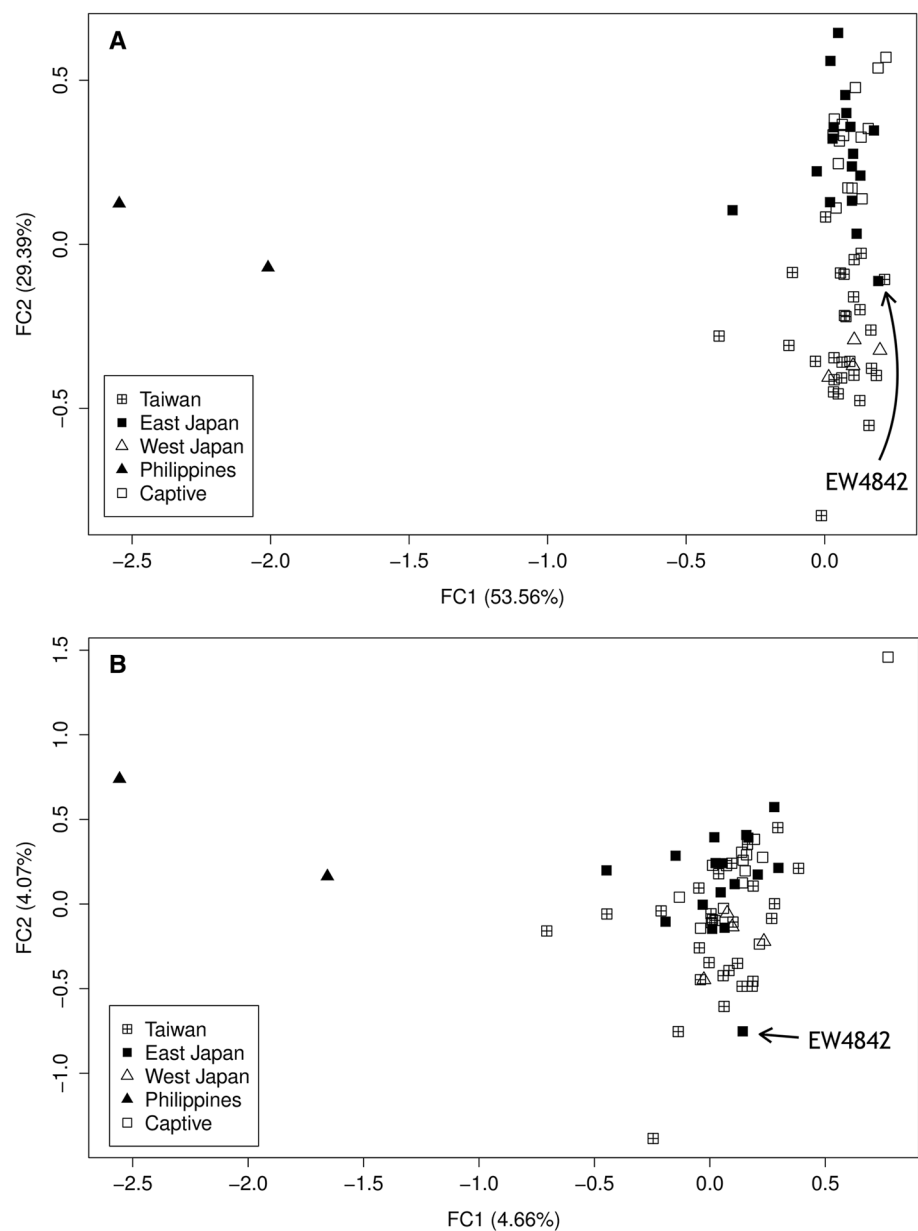 A
0.5
0.0
−0.5
FC2 (29.39%)
Taiwan
East Japan
West Japan
Philippines
Captive
EW4842
−2.5 −2.0 −1.5 −1.0 −0.5 0.0
FC1 (53.56%)
B
1.5
1.0
0.5
0.0
−0.5
−1.0
FC2 (4.07%)
Taiwan
East Japan
West Japan
Philippines
Captive
EW4842
−2.5 −2.0 −1.5 −1.0 −0.5 0.0 0.5
FC1 (4.66%)